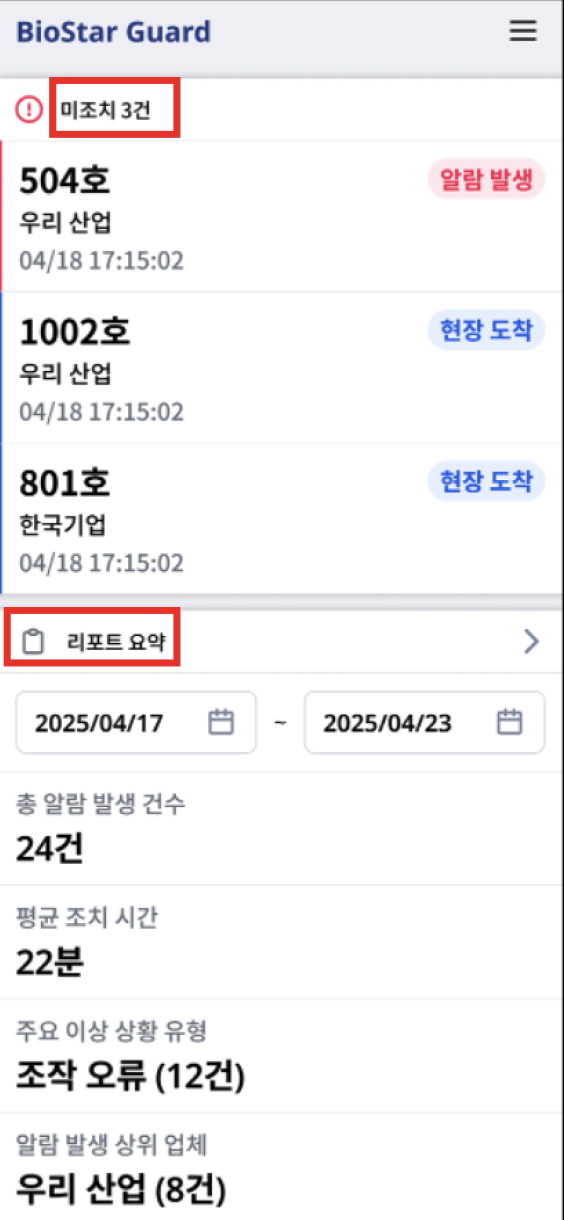 BioStar Guard
미조치 3건
504호
알람 발생
우리 산업
04/18 17:15:02
1002호
현장 도착
우리 산업
04/18 17:15:02
801호
현장 도착
한국기업
04/18 17:15:02
리포트 요약
2025/04/17 ~ 2025/04/23
총 알람 발생 건수
24건
평균 조치 시간
22분
주요 이상 상황 유형
조작 오류 (12건)
알람 발생 상위 업체
우리 산업 (8건)